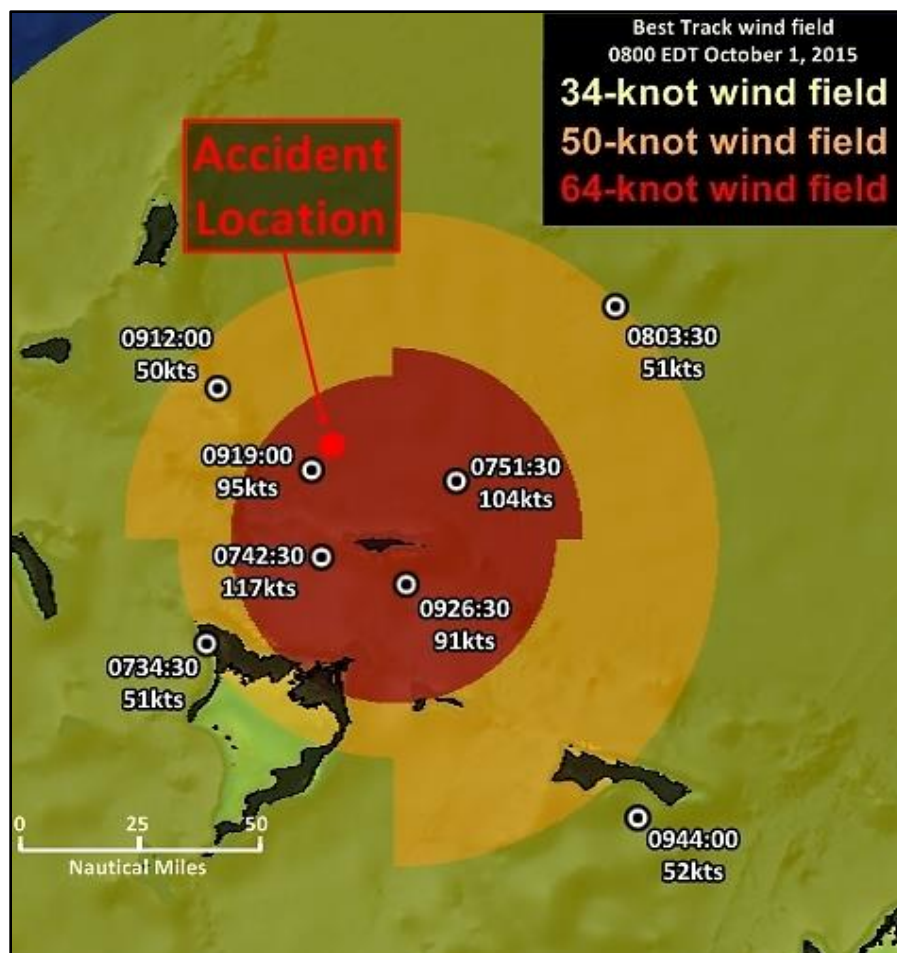 Best Track wind field
0800 EDT October 1, 2015
34-knot wind field
50-knot wind field
64-knot wind field
Accident
Location
0912:00
50kts
0803:30
51kts
0919:00
95kts
0751:30
104kts
0742:30
117kts
0926:30
91kts
0734:30
51kts
0 25 50
Nautical Miles
0944:00
52kts